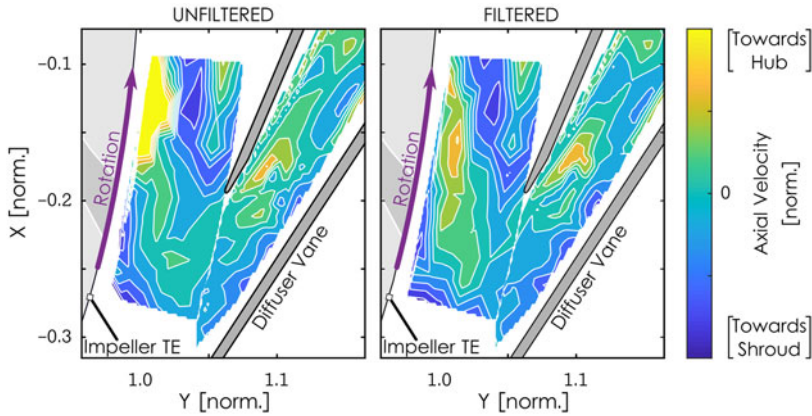 UNFILTERED
FILTERED
[Towards Hub]
−0.1
−0.2
−0.3
X [norm.]
Rotation
Diffuser Vane
Impeller TE
1.0
1.1
Y [norm.]
Rotation
Diffuser Vane
Impeller TE
1.0
1.1
Y [norm.]
0
Axial Velocity
[norm.]
[Towards Shroud]